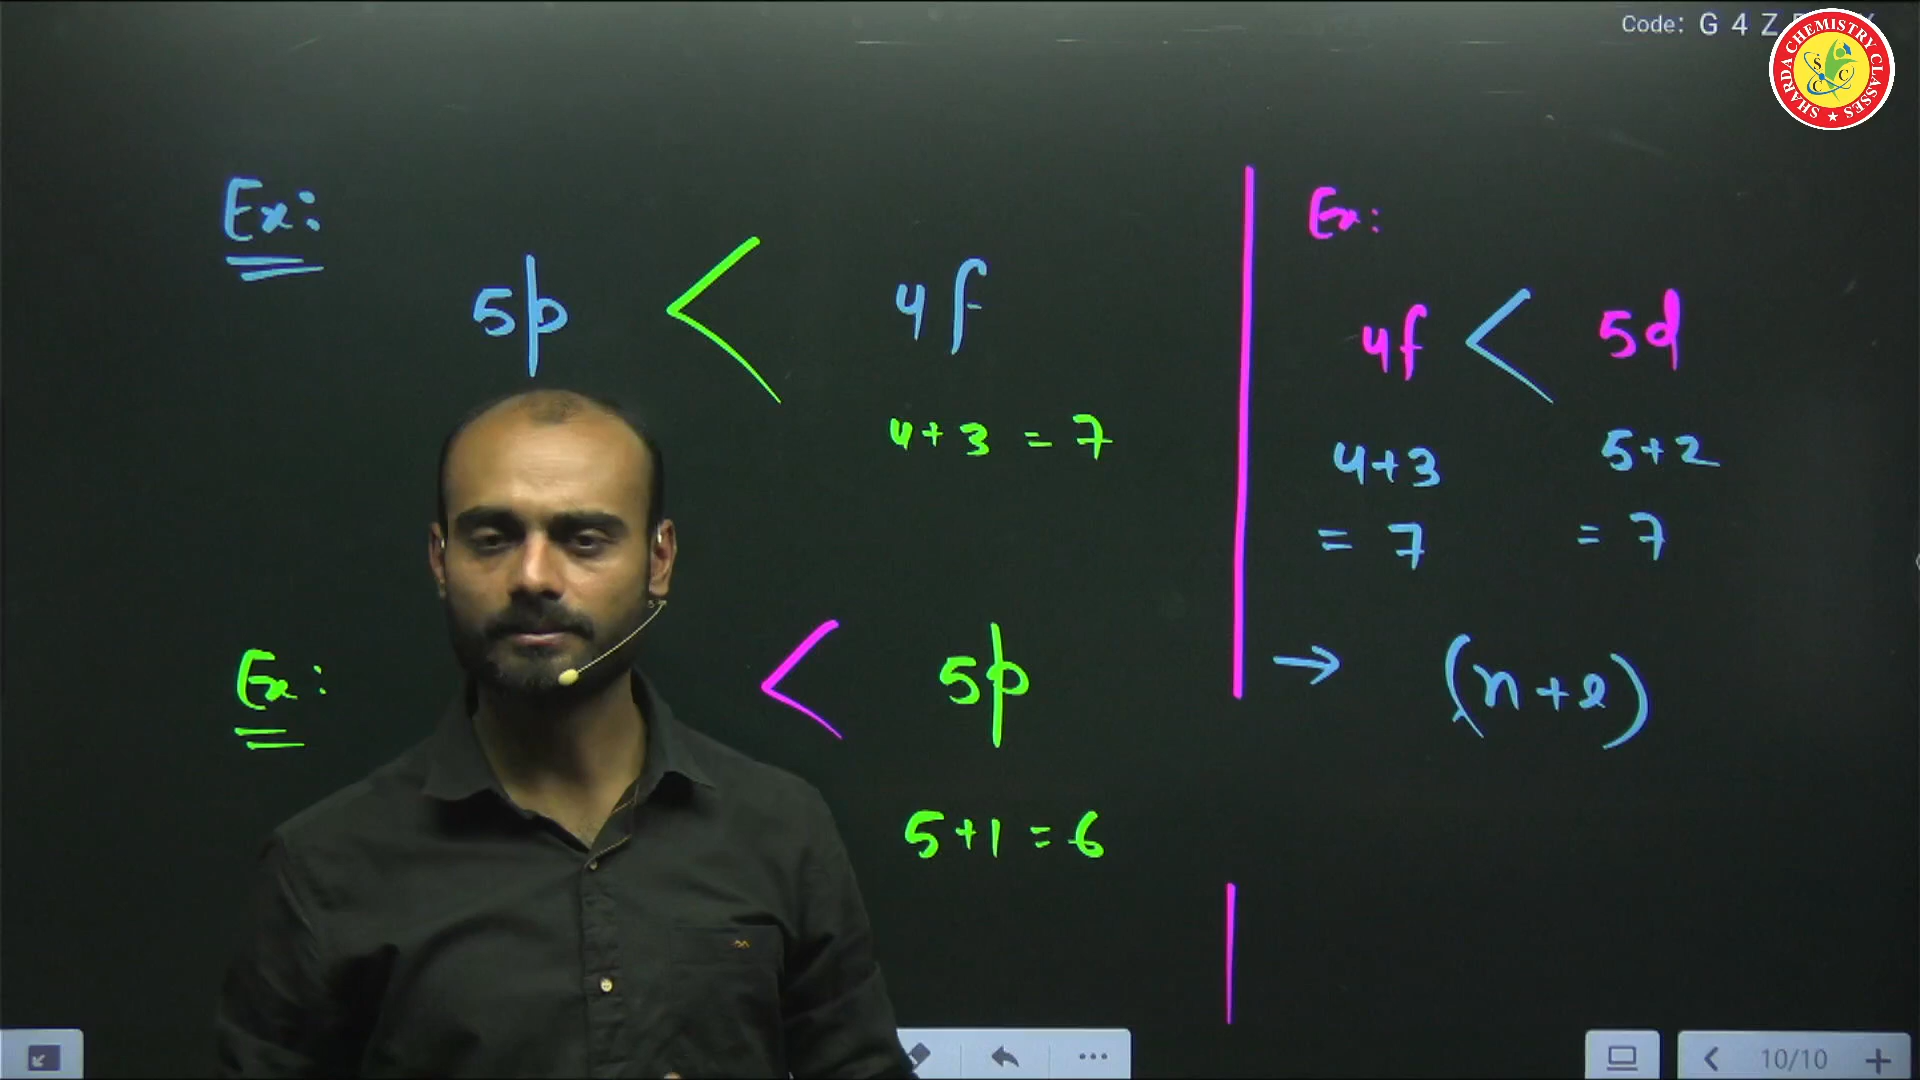 Code: G 4 Z
SHARDA CHEMISTRY CLASSES
S C C
Ex:
5p < 4f
4+3 = 7
Ex:
< 5p
5+1 = 6
Ex:
4f < 5d
4+3 5+2
= 7 = 7
→ (n+l)
10/10